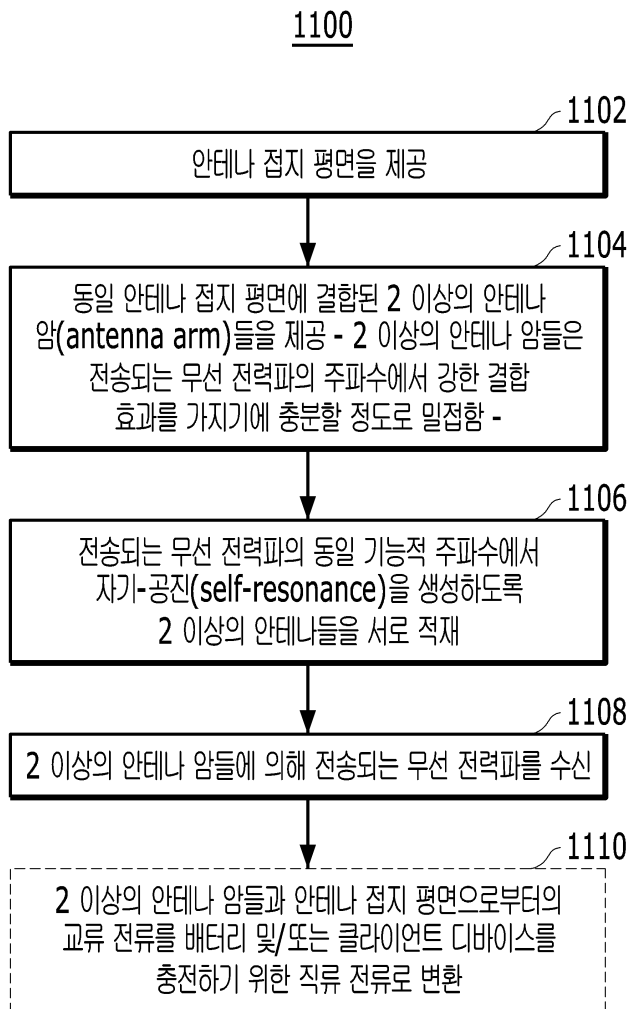 1100
1102
안테나 접지 평면을 제공
1104
동일 안테나 접지 평면에 결합된 2 이상의 안테나
암(antenna arm)들을 제공 - 2 이상의 안테나 암들은
전송되는 무선 전력파의 주파수에서 강한 결합
효과를 가지기에 충분할 정도로 밀접함 -
1106
전송되는 무선 전력파의 동일 기능적 주파수에서
자기-공진(self-resonance)을 생성하도록
2 이상의 안테나들을 서로 적재
1108
2 이상의 안테나 암들에 의해 전송되는 무선 전력파를 수신
1110
2 이상의 안테나 암들과 안테나 접지 평면으로부터의
교류 전류를 배터리 및/또는 클라이언트 디바이스를
충전하기 위한 직류 전류로 변환